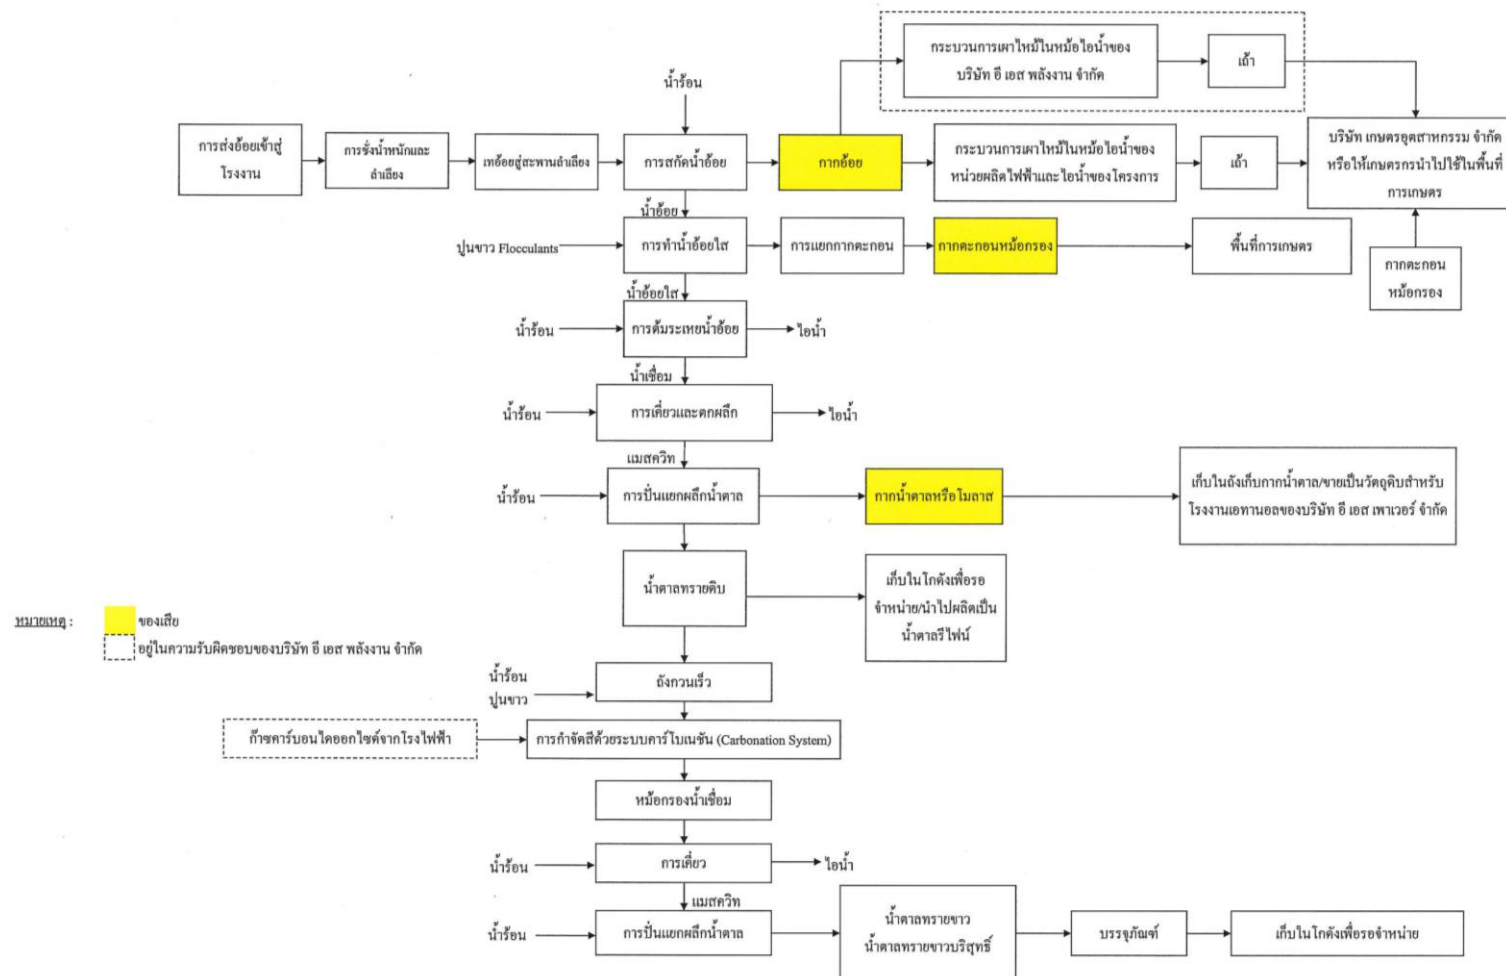 กระบวนการเผาไหม้ในหม้อไอน้ำของ
บริษัท อี เอส พลังงาน จำกัด
เถ้า
น้ำร้อน
การส่งอ้อยเข้าสู่
โรงงาน
การชั่งน้ำหนักและ
ลำเลียง
เทอ้อยสู่สะพานลำเลียง
การสกัดน้ำอ้อย
กากอ้อย
กระบวนการเผาไหม้ในหม้อไอน้ำของ
หน่วยผลิตไฟฟ้าและไอน้ำของโครงการ
เถ้า
บริษัท เกษตรอุตสาหกรรม จำกัด
หรือให้เกษตรกรนำไปใช้ในพื้นที่
การเกษตร
น้ำอ้อย
ปูนขาว Flocculants
การทำน้ำอ้อยใส
การแยกกากตะกอน
กากตะกอนหม้อกรอง
พื้นที่การเกษตร
กากตะกอน
หม้อกรอง
น้ำอ้อยใส
น้ำร้อน
การต้มระเหยน้ำอ้อย
ไอน้ำ
น้ำเชื่อม
น้ำร้อน
การเคี่ยวและตกผลึก
ไอน้ำ
แมสควิท
น้ำร้อน
การปั่นแยกผลึกน้ำตาล
กากน้ำตาลหรือโมลาส
เก็บในถังเก็บกากน้ำตาล/ขายเป็นวัตถุดิบสำหรับ
โรงงานเอทานอลของบริษัท อี เอส เพาเวอร์ จำกัด
น้ำตาลทรายดิบ
เก็บในโกดังเพื่อรอ
จำหน่าย/นำไปผลิตเป็น
น้ำตาลรีไฟน์
หมายเหตุ :
ของเสีย
อยู่ในความรับผิดชอบของบริษัท อี เอส พลังงาน จำกัด
น้ำร้อน
ปูนขาว
ถังกวนเร็ว
ก๊าซคาร์บอนไดออกไซด์จากโรงไฟฟ้า
การกำจัดสีด้วยระบบคาร์โบเนชัน (Carbonation System)
หม้อกรองน้ำเชื่อม
น้ำร้อน
การเคี่ยว
ไอน้ำ
แมสควิท
น้ำร้อน
การปั่นแยกผลึกน้ำตาล
น้ำตาลทรายขาว
น้ำตาลทรายขาวบริสุทธิ์
บรรจุภัณฑ์
เก็บในโกดังเพื่อรอจำหน่าย